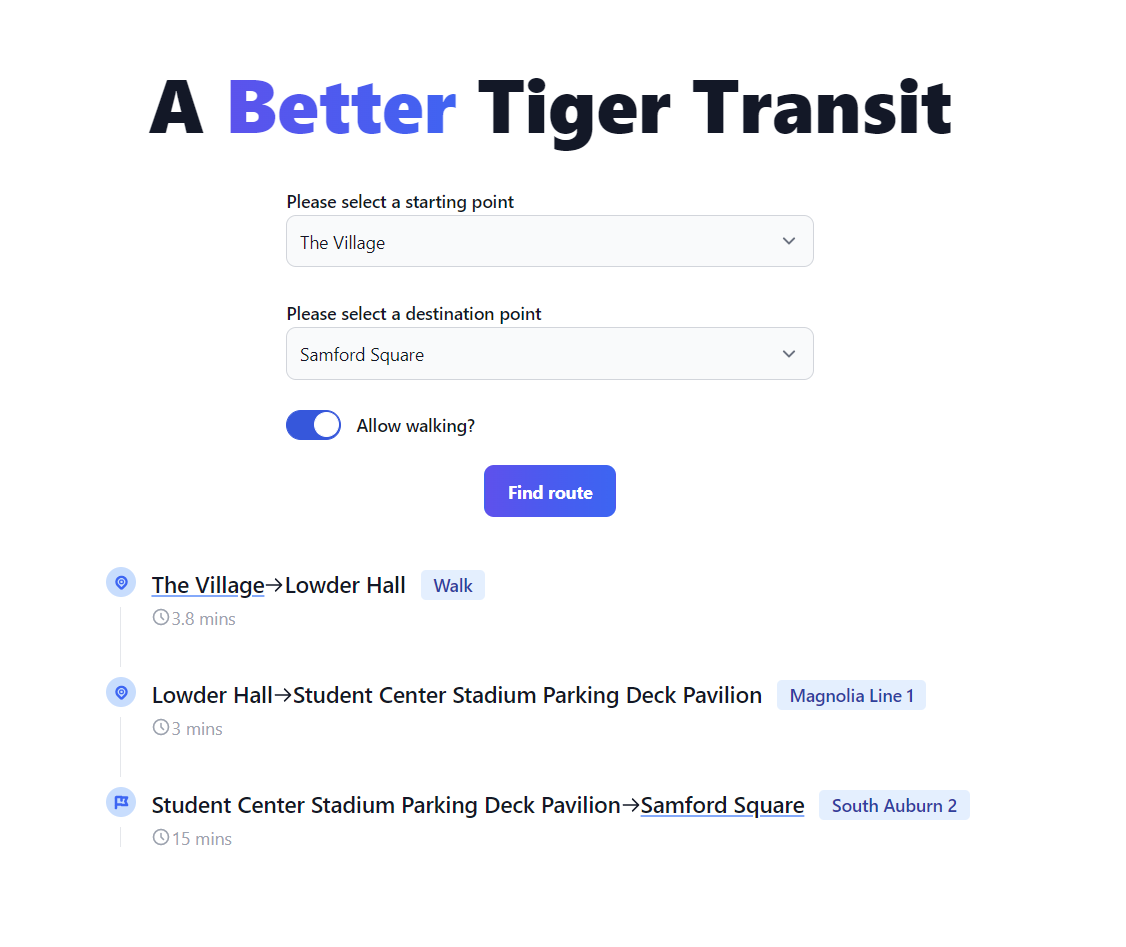 A Better Tiger Transit
Please select a starting point
The Village
Please select a destination point
Samford Square
Allow walking?
Find route
The Village→Lowder Hall Walk
3.8 mins
Lowder Hall→Student Center Stadium Parking Deck Pavilion Magnolia Line 1
3 mins
Student Center Stadium Parking Deck Pavilion→Samford Square South Auburn 2
15 mins